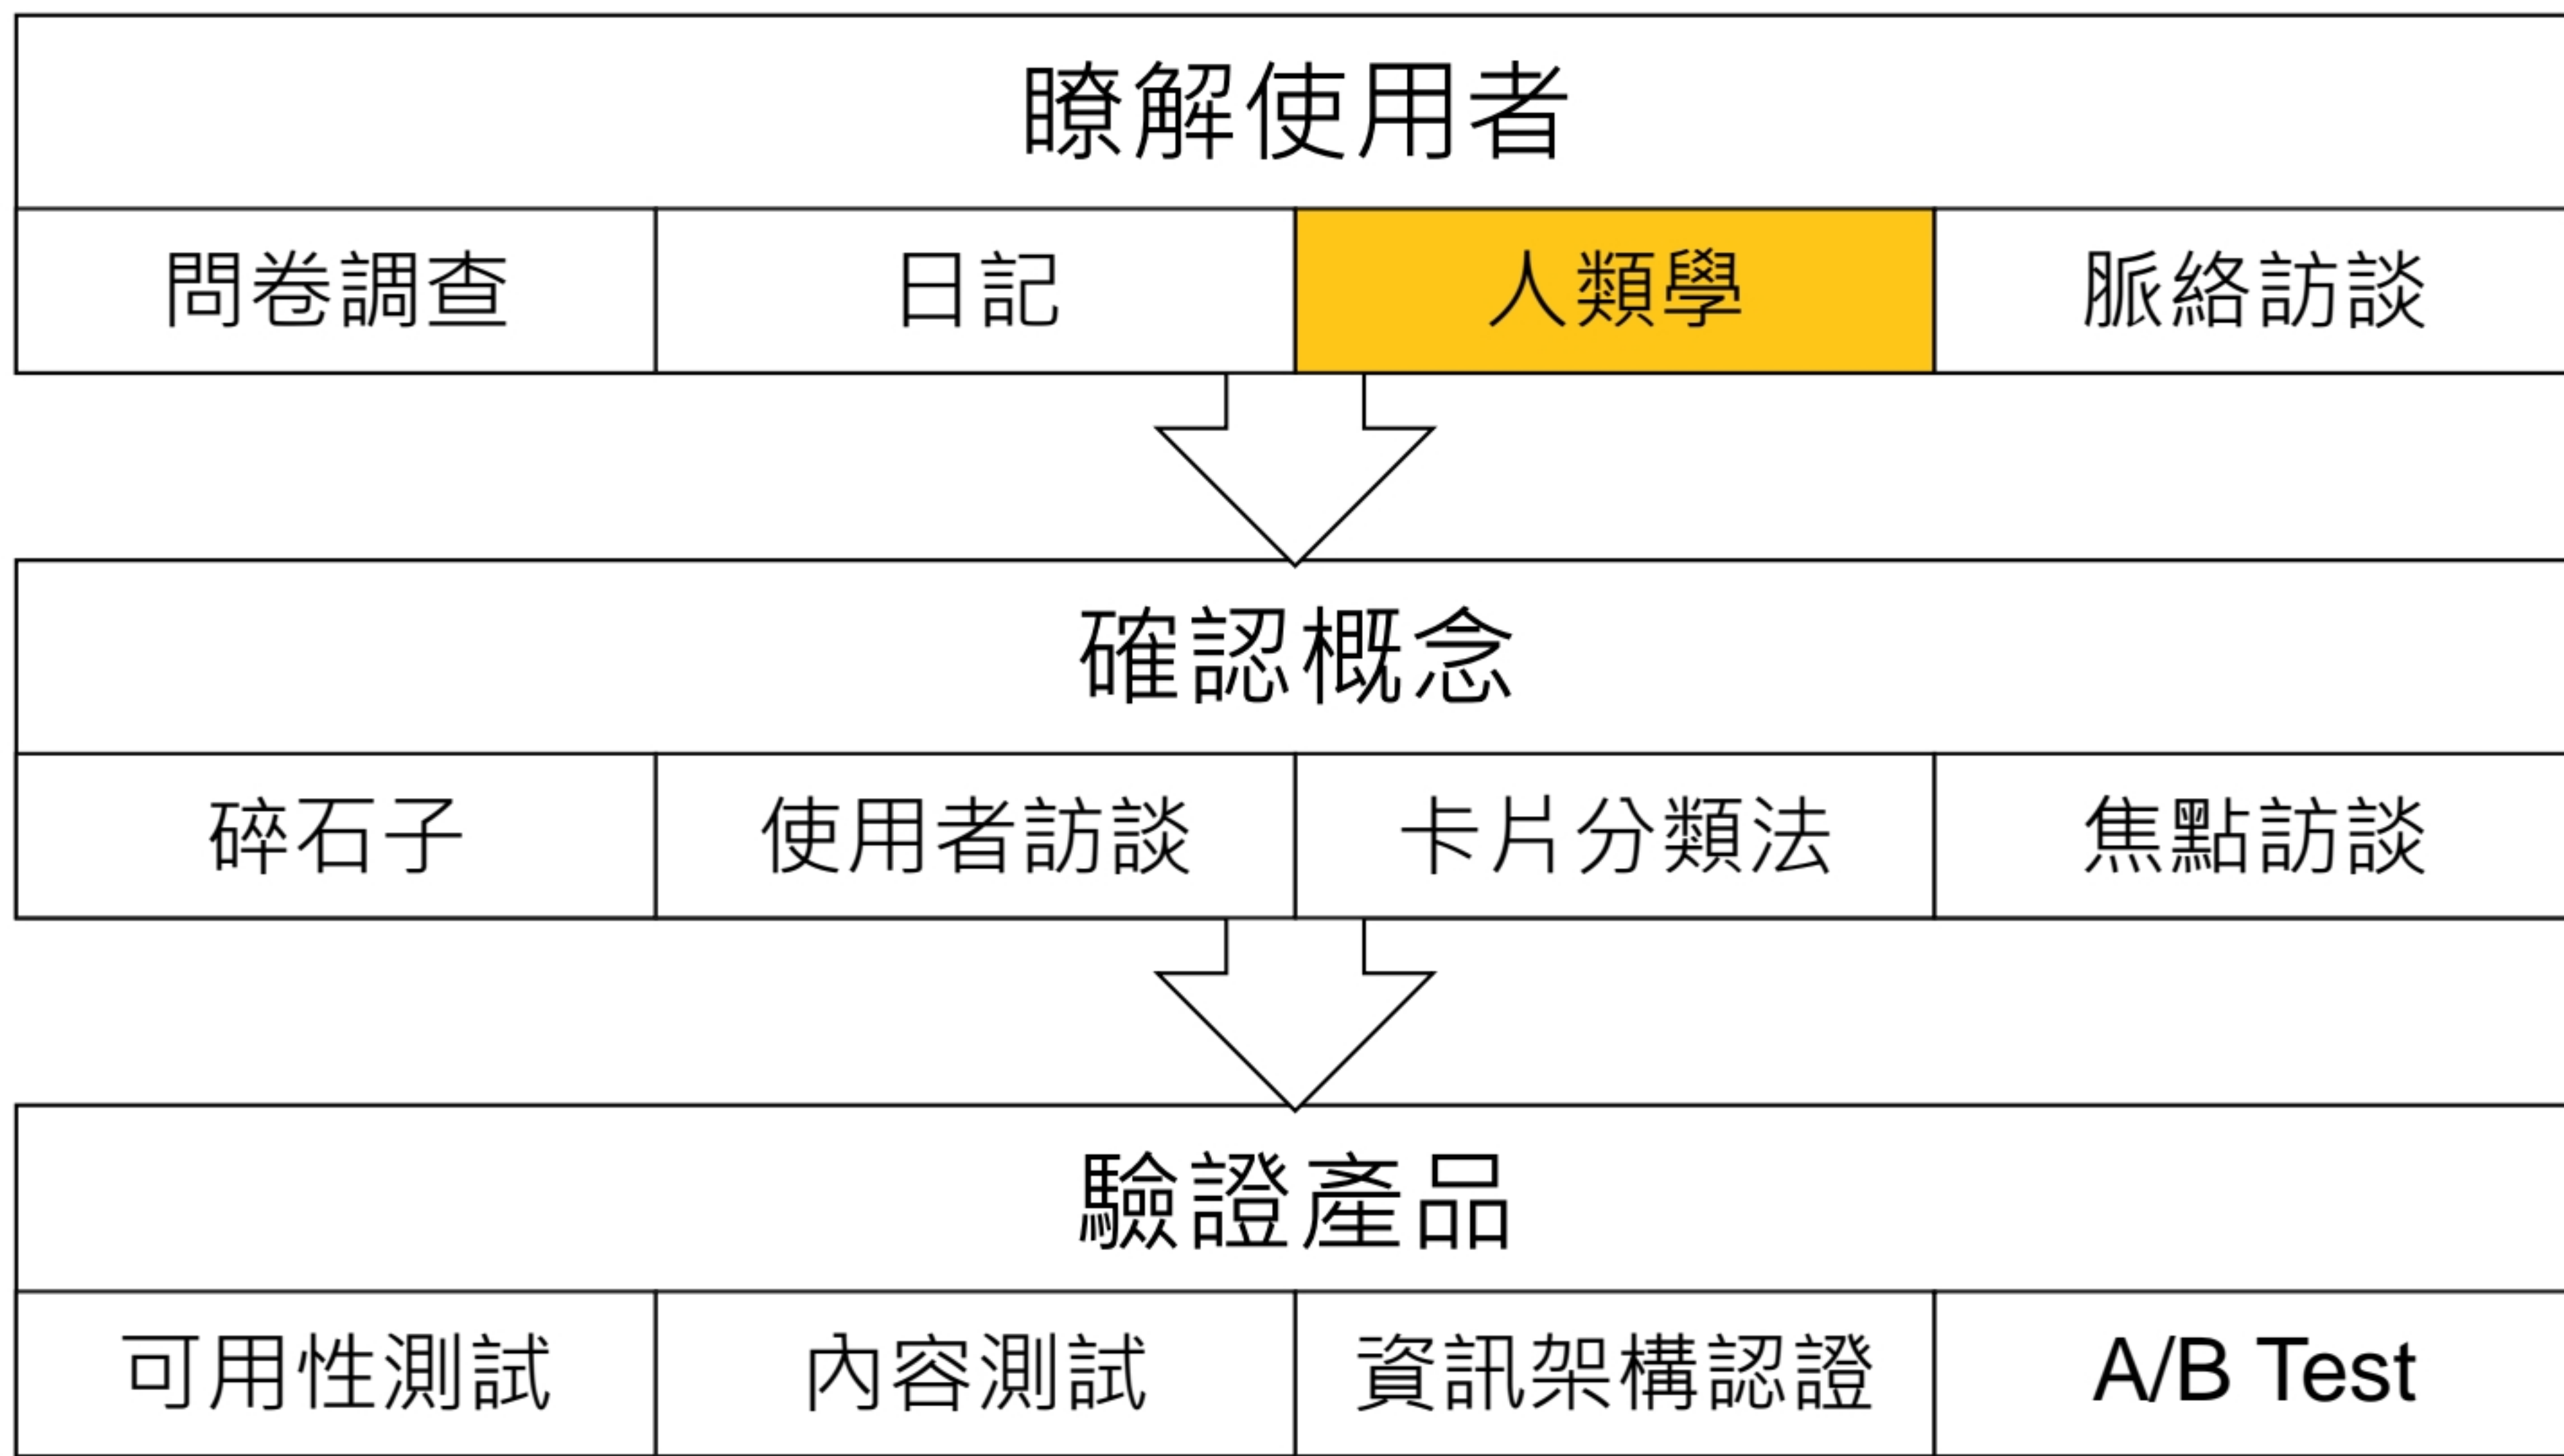 瞭解使用者
問卷調查 日記 人類學 脈絡訪談
確認概念
碎石子 使用者訪談 卡片分類法 焦點訪談
驗證產品
可用性測試 內容測試 資訊架構認證 A/B Test